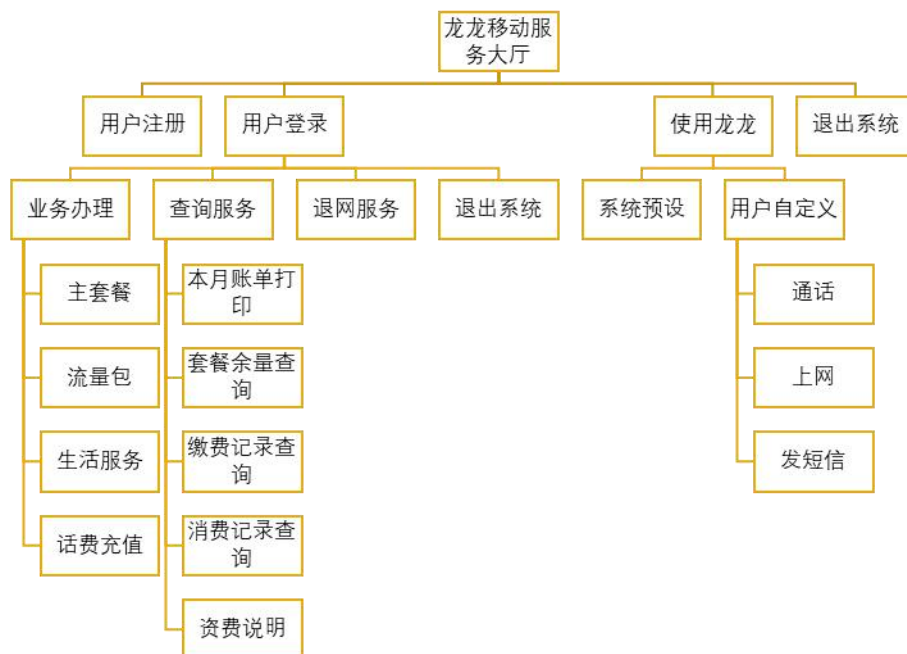 龙龙移动服
务大厅
用户注册
用户登录
使用龙龙
退出系统
业务办理
查询服务
退网服务
退出系统
系统预设
用户自定义
主套餐
本月账单打
印
通话
流量包
套餐余量查
询
上网
生活服务
缴费记录查
询
发短信
话费充值
消费记录查
询
资费说明